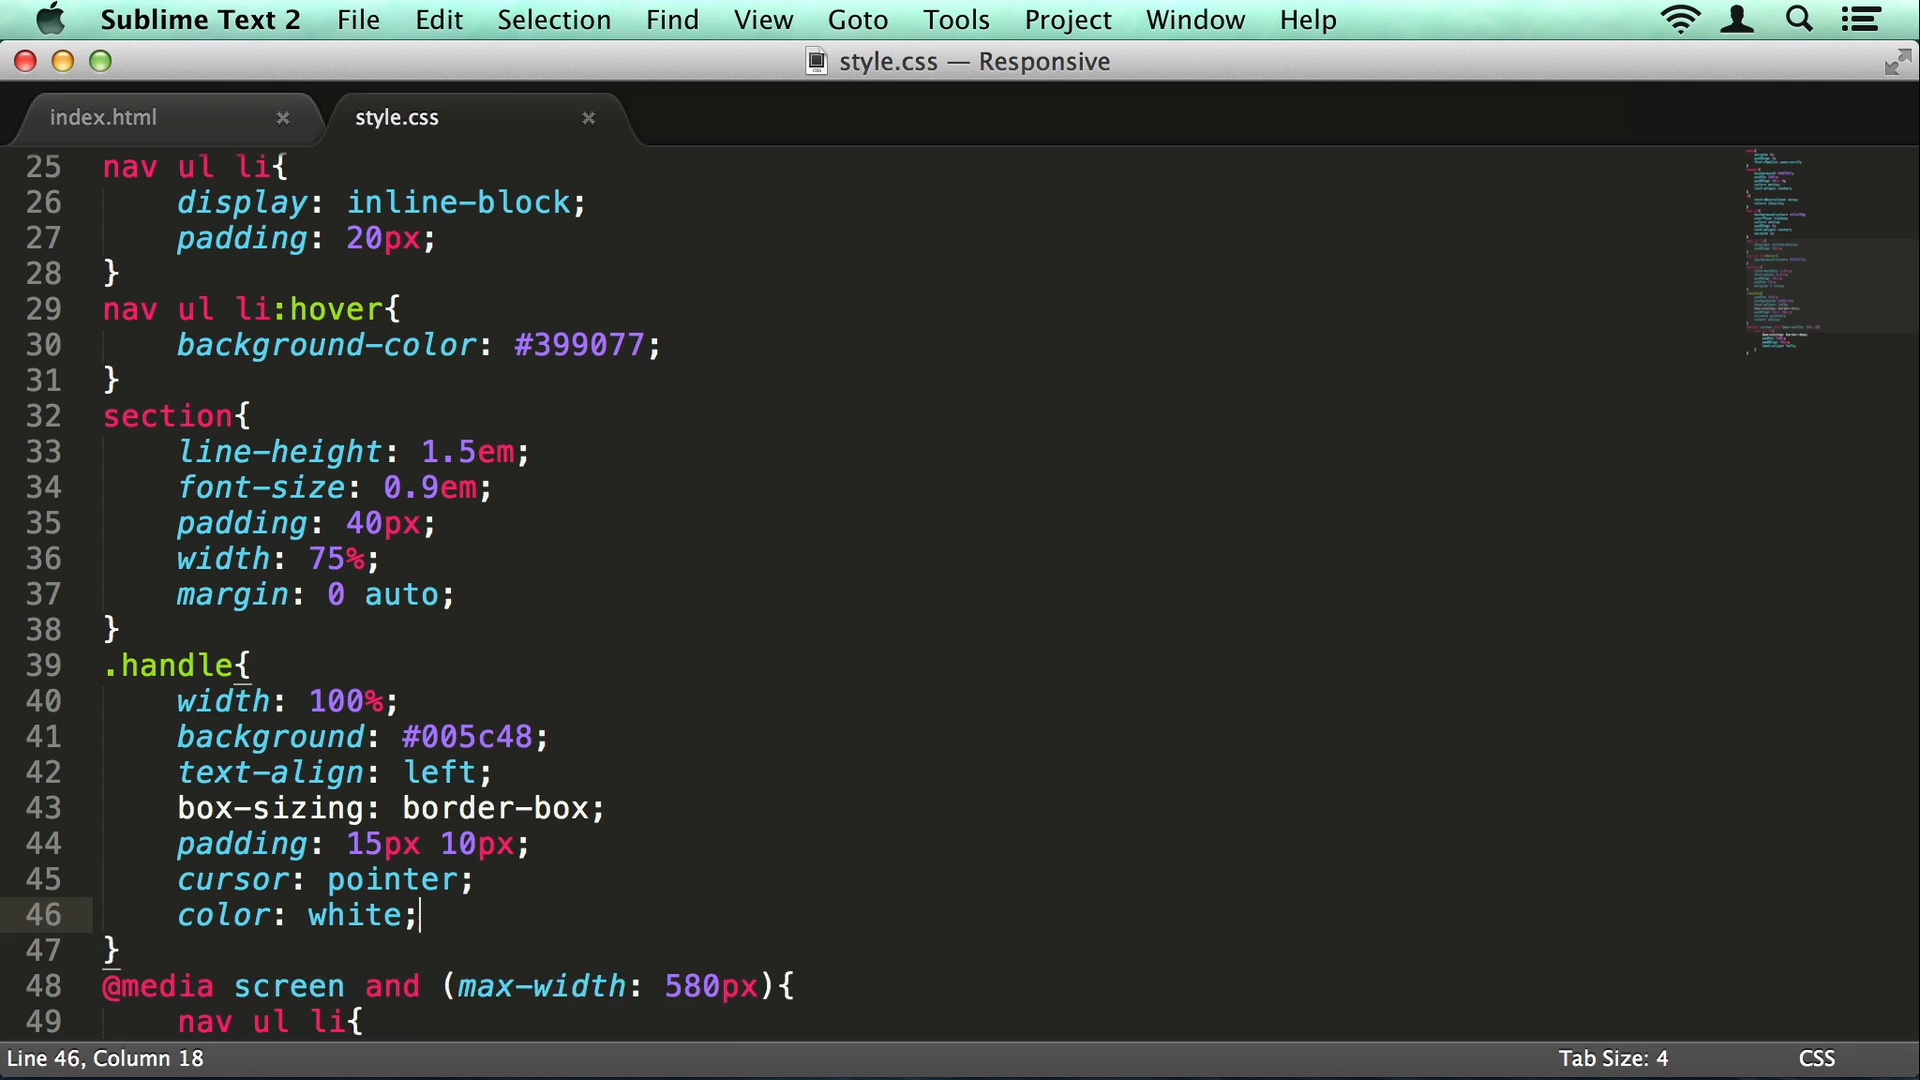 Sublime Text 2 File Edit Selection Find View Goto Tools Project Window Help
style.css — Responsive
index.html × style.css ×
25 nav ul li{
26 display: inline-block;
27 padding: 20px;
28 }
29 nav ul li:hover{
30 background-color: #399077;
31 }
32 section{
33 line-height: 1.5em;
34 font-size: 0.9em;
35 padding: 40px;
36 width: 75%;
37 margin: 0 auto;
38 }
39 .handle{
40 width: 100%;
41 background: #005c48;
42 text-align: left;
43 box-sizing: border-box;
44 padding: 15px 10px;
45 cursor: pointer;
46 color: white;
47 }
48 @media screen and (max-width: 580px){
49 nav ul li{
Line 46, Column 18 Tab Size: 4 CSS